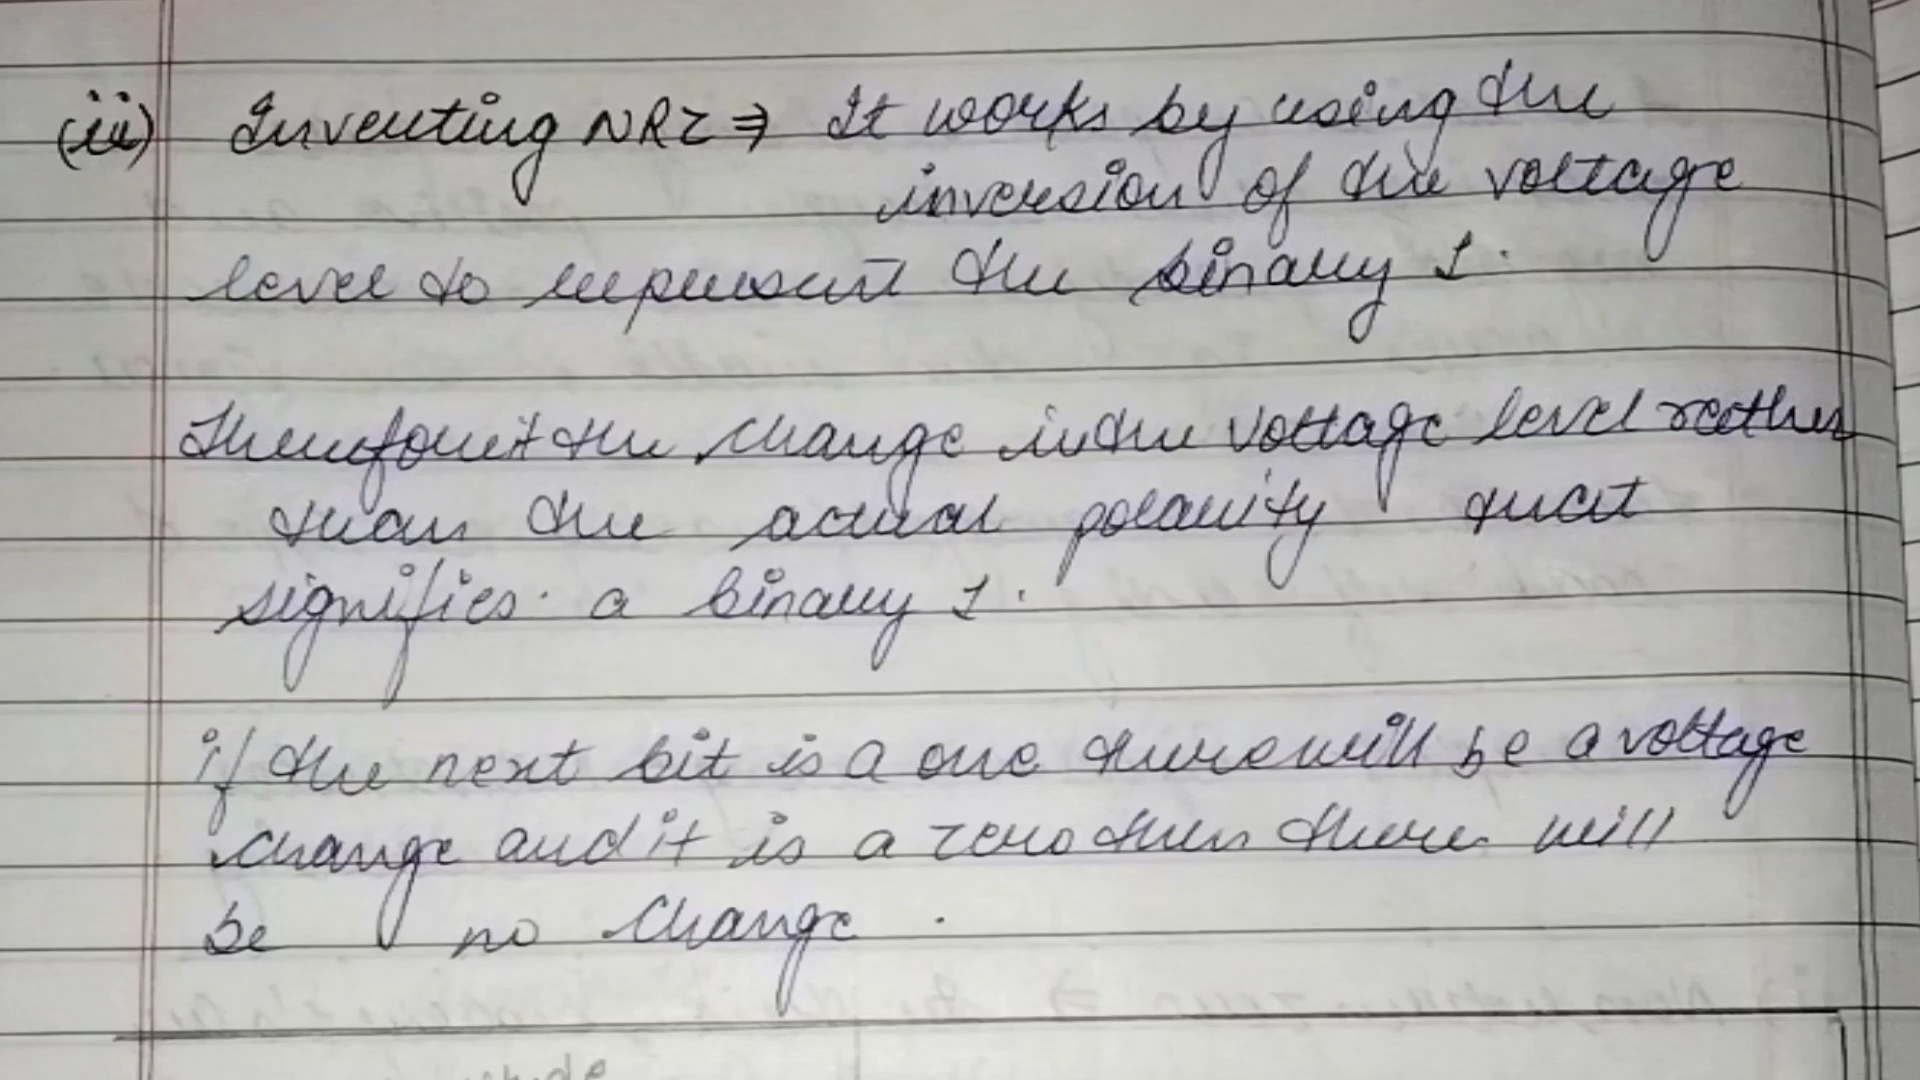 (ii) Inverting NRZ ⇒ It works by using the
inversion of the voltage
level to represent the binary 1.
Therefore it the change in the voltage level rather
than the actual polarity that
signifies. a binary 1.
if the next bit is a one there will be a voltage
change and it is a zero then there will
be no change.